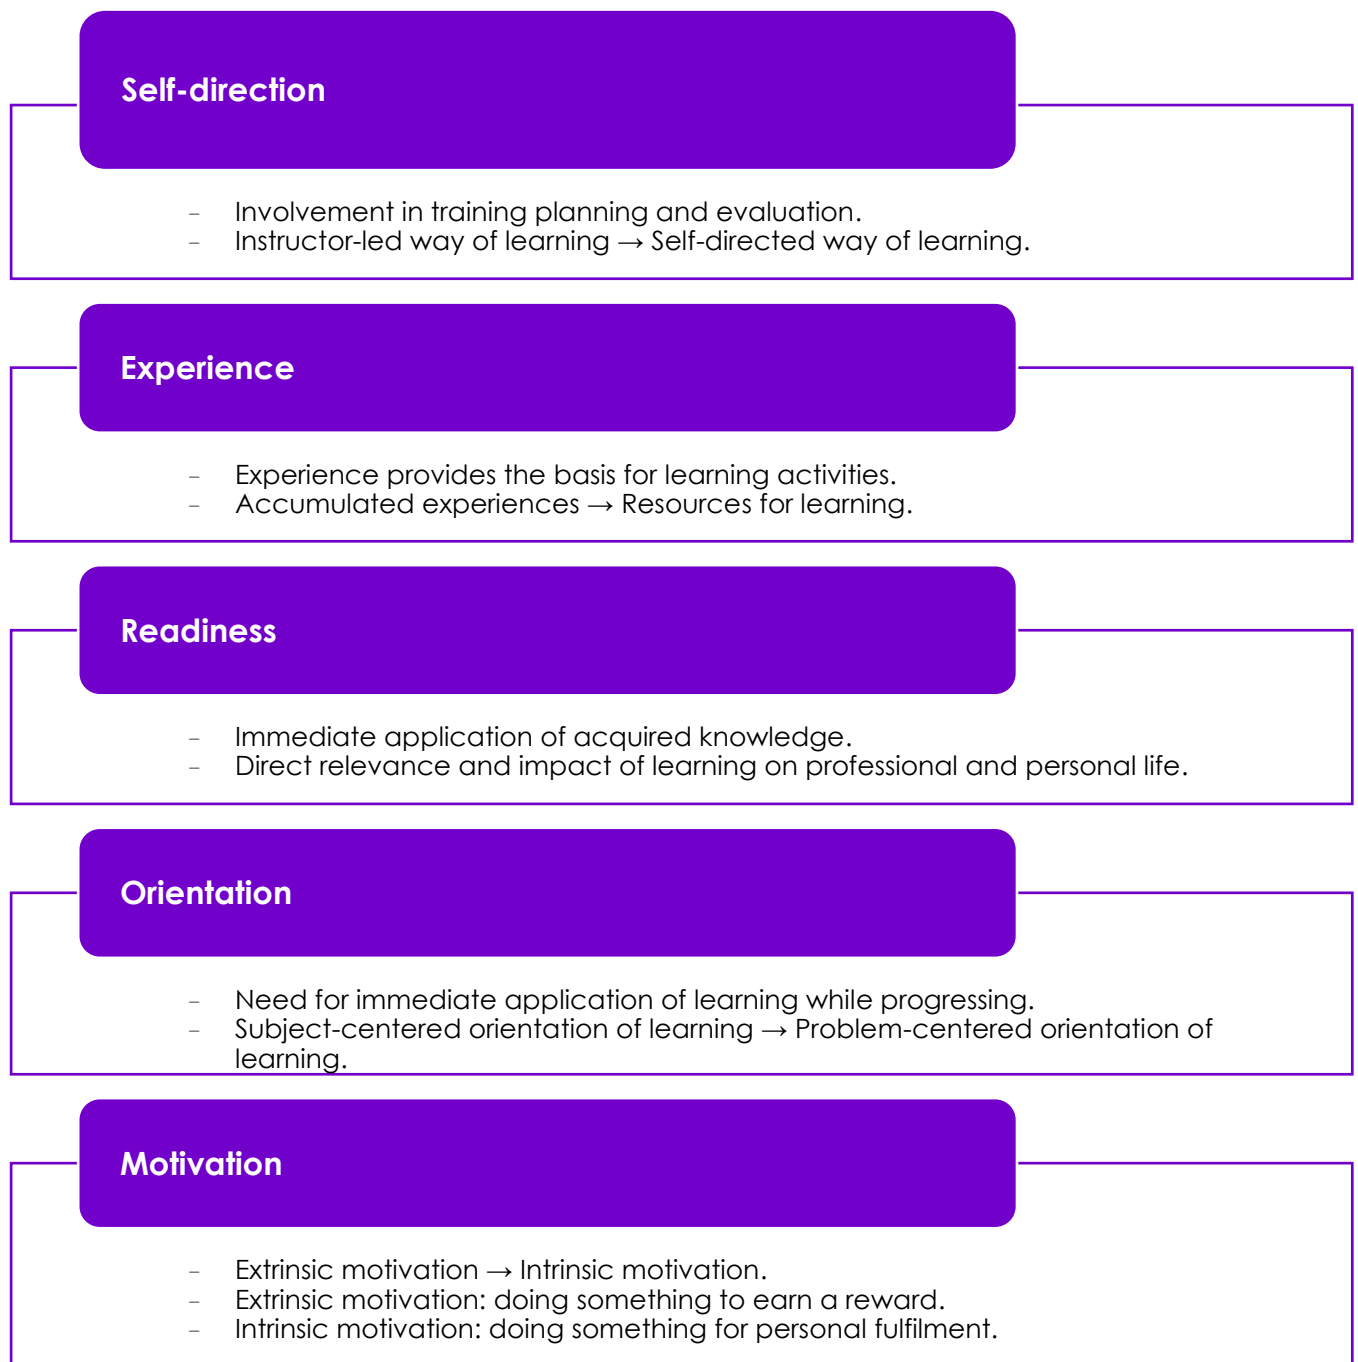 Self-direction
- Involvement in training planning and evaluation.
- Instructor-led way of learning → Self-directed way of learning.
Experience
- Experience provides the basis for learning activities.
- Accumulated experiences → Resources for learning.
Readiness
- Immediate application of acquired knowledge.
- Direct relevance and impact of learning on professional and personal life.
Orientation
- Need for immediate application of learning while progressing.
- Subject-centered orientation of learning → Problem-centered orientation of
learning.
Motivation
- Extrinsic motivation → Intrinsic motivation.
- Extrinsic motivation: doing something to earn a reward.
- Intrinsic motivation: doing something for personal fulfilment.